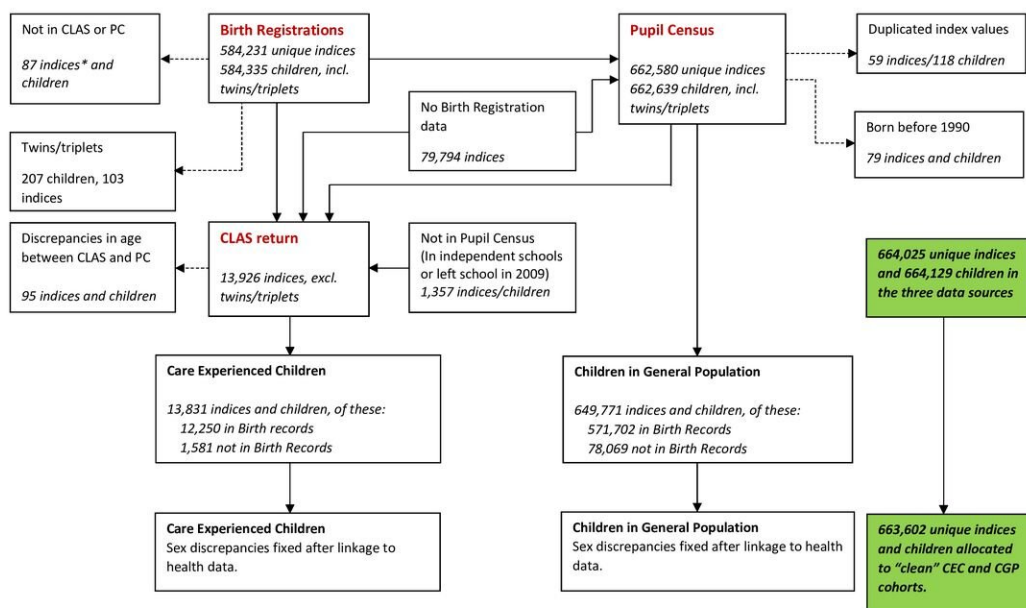 Not in CLAS or PC
87 indices* and
children
Birth Registrations
584,231 unique indices
584,335 children, incl.
twins/triplets
Pupil Census
662,580 unique indices
662,639 children, incl.
twins/triplets
Duplicated index values
59 indices/118 children
No Birth Registration
data
79,794 indices
Born before 1990
79 indices and children
Twins/triplets
207 children, 103
indices
Discrepancies in age
between CLAS and PC
95 indices and children
CLAS return
13,926 indices, excl.
twins/triplets
Not in Pupil Census
(In independent schools
or left school in 2009)
1,357 indices/children
664,025 unique indices
and 664,129 children in
the three data sources
Care Experienced Children
13,831 indices and children, of these:
12,250 in Birth records
1,581 not in Birth Records
Children in General Population
649,771 indices and children, of these:
571,702 in Birth Records
78,069 not in Birth Records
Care Experienced Children
Sex discrepancies fixed after linkage to
health data.
Children in General Population
Sex discrepancies fixed after linkage to health
data.
663,602 unique indices
and children allocated
to “clean” CEC and CGP
cohorts.